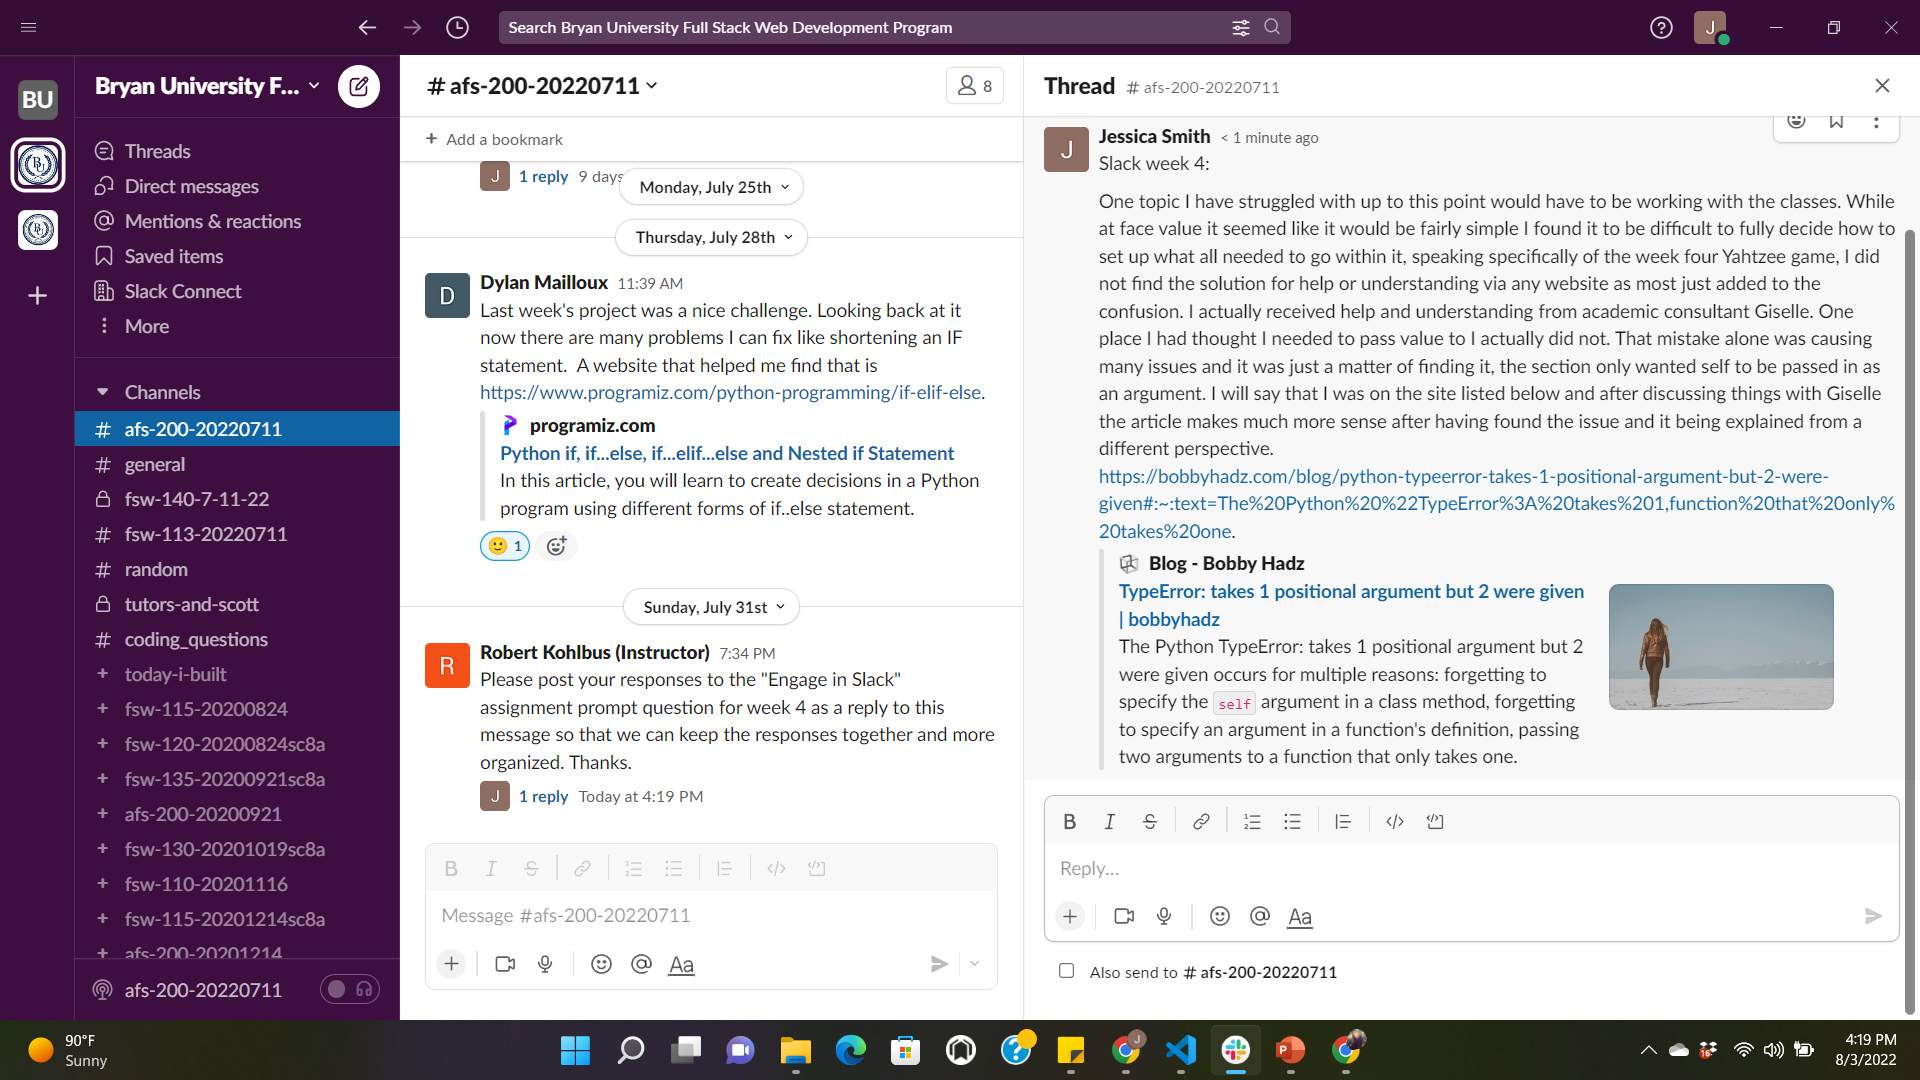 Search Bryan University Full Stack Web Development Program
J
BU
Bryan University F...
Threads
Direct messages
Mentions & reactions
Saved items
Slack Connect
More
Channels
# afs-200-20220711
# general
fsw-140-7-11-22
# fsw-113-20220711
# random
tutors-and-scott
# coding_questions
+ today-i-built
+ fsw-115-20200824
+ fsw-120-20200824sc8a
+ fsw-135-20200921sc8a
+ afs-200-20200921
+ fsw-130-20201019sc8a
+ fsw-110-20201116
+ fsw-115-20201214sc8a
+ afs-200-20201214
afs-200-20220711
# afs-200-20220711
8
+ Add a bookmark
J 1 reply 9 days
Monday, July 25th
Thursday, July 28th
D
Dylan Mailloux 11:39 AM
Last week's project was a nice challenge. Looking back at it
now there are many problems I can fix like shortening an IF
statement.  A website that helped me find that is
https://www.programiz.com/python-programming/if-elif-else.
programiz.com
Python if, if...else, if...elif...else and Nested if Statement
In this article, you will learn to create decisions in a Python
program using different forms of if..else statement.
1
Sunday, July 31st
R
Robert Kohlbus (Instructor) 7:34 PM
Please post your responses to the "Engage in Slack"
assignment prompt question for week 4 as a reply to this
message so that we can keep the responses together and more
organized. Thanks.
J 1 reply Today at 4:19 PM
Message #afs-200-20220711
Aa
Thread # afs-200-20220711
J
Jessica Smith < 1 minute ago
Slack week 4:
One topic I have struggled with up to this point would have to be working with the classes. While
at face value it seemed like it would be fairly simple I found it to be difficult to fully decide how to
set up what all needed to go within it, speaking specifically of the week four Yahtzee game, I did
not find the solution for help or understanding via any website as most just added to the
confusion. I actually received help and understanding from academic consultant Giselle. One
place I had thought I needed to pass value to I actually did not. That mistake alone was causing
many issues and it was just a matter of finding it, the section only wanted self to be passed in as
an argument. I will say that I was on the site listed below and after discussing things with Giselle
the article makes much more sense after having found the issue and it being explained from a
different perspective.
https://bobbyhadz.com/blog/python-typeerror-takes-1-positional-argument-but-2-were-
given#:~:text=The%20Python%20%22TypeError%3A%20takes%201,function%20that%20only%
20takes%20one.
Blog - Bobby Hadz
TypeError: takes 1 positional argument but 2 were given
| bobbyhadz
The Python TypeError: takes 1 positional argument but 2
were given occurs for multiple reasons: forgetting to
specify the self argument in a class method, forgetting
to specify an argument in a function's definition, passing
two arguments to a function that only takes one.
Reply...
Aa
Also send to # afs-200-20220711
90°F
Sunny
4:19 PM
8/3/2022